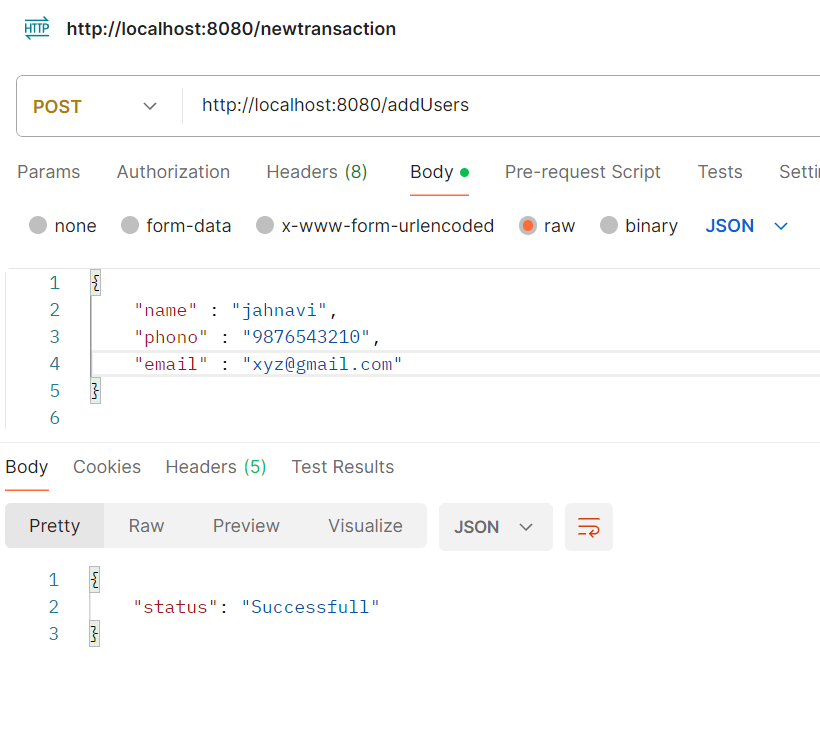 HTTP http://localhost:8080/newtransaction
POST http://localhost:8080/addUsers
Params Authorization Headers (8) Body Pre-request Script Tests Setti
none form-data x-www-form-urlencoded raw binary JSON
1 {
2 "name" : "jahnavi",
3 "phono" : "9876543210",
4 "email" : "xyz@gmail.com"
5 }
6
Body Cookies Headers (5) Test Results
Pretty Raw Preview Visualize JSON
1 {
2 "status": "Successfull"
3 }